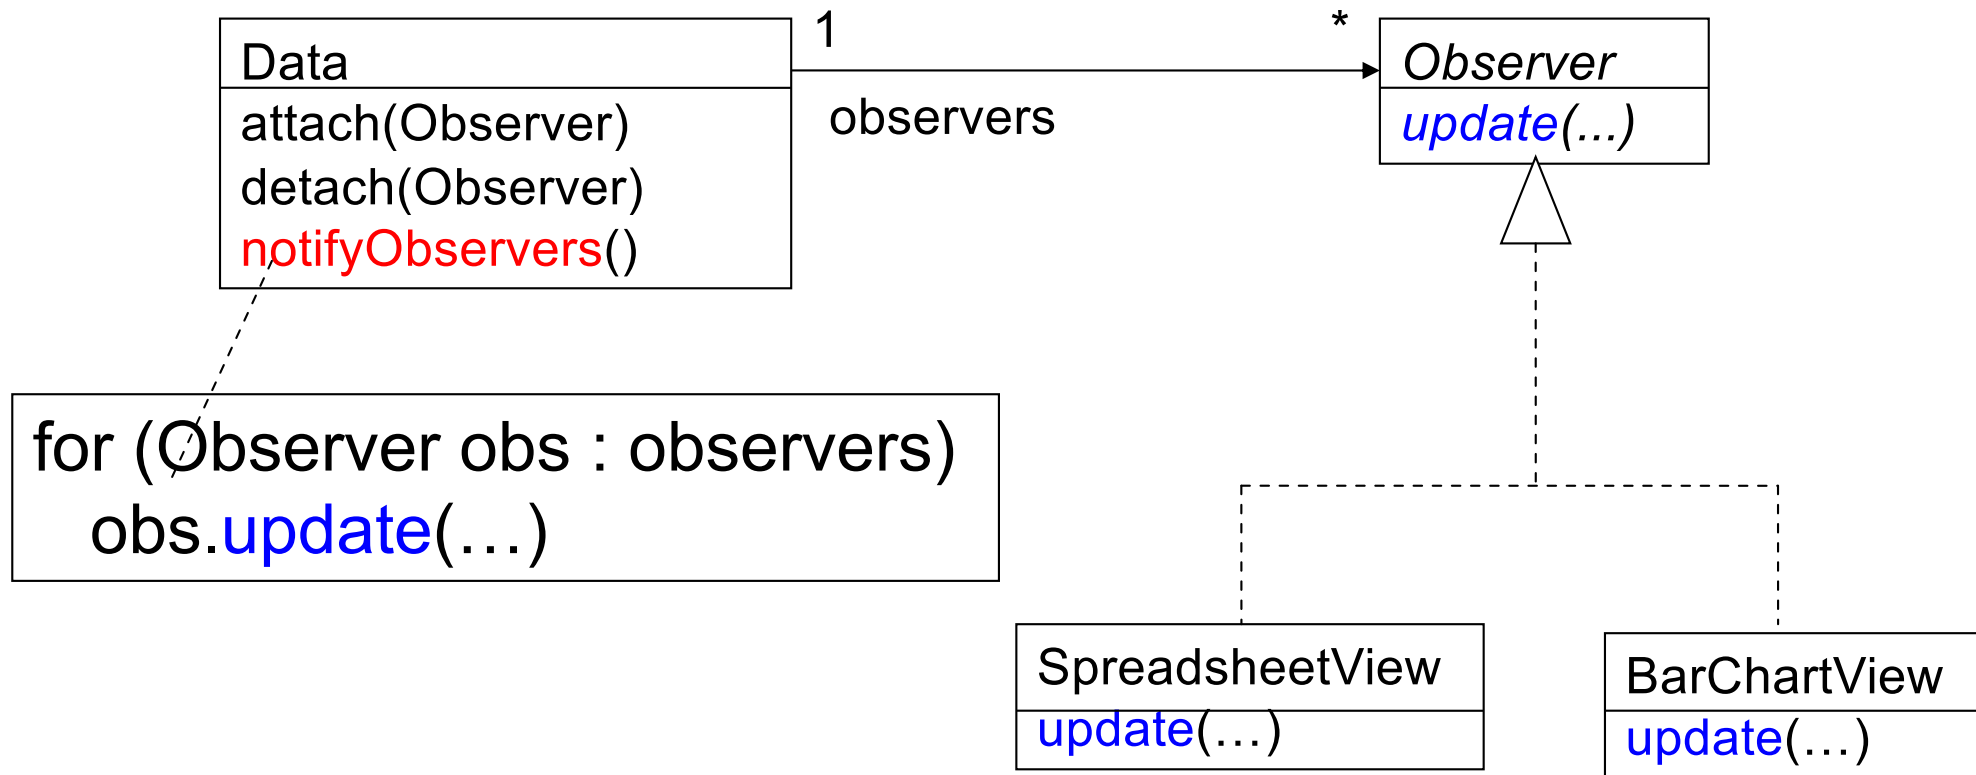 Data
attach(Observer)
detach(Observer)
notifyObservers()
1
*
observers
Observer
update(...)
for (Observer obs : observers)
obs.update(…)
SpreadsheetView
update(…)
BarChartView
update(…)